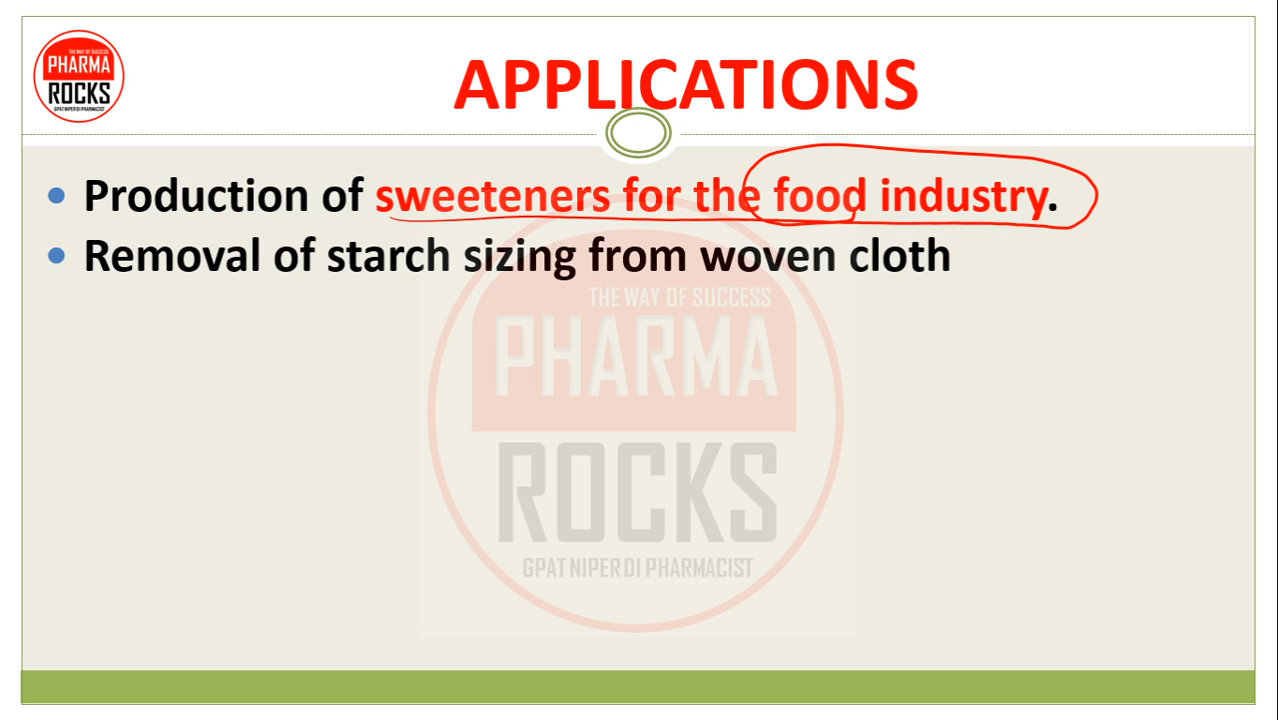 THE WAY OF SUCCESS
PHARMA
ROCKS
GPAT NIPER DI PHARMACIST
APPLICATIONS
Production of sweeteners for the food industry.
Removal of starch sizing from woven cloth
THE WAY OF SUCCESS
PHARMA
ROCKS
GPAT NIPER DI PHARMACIST